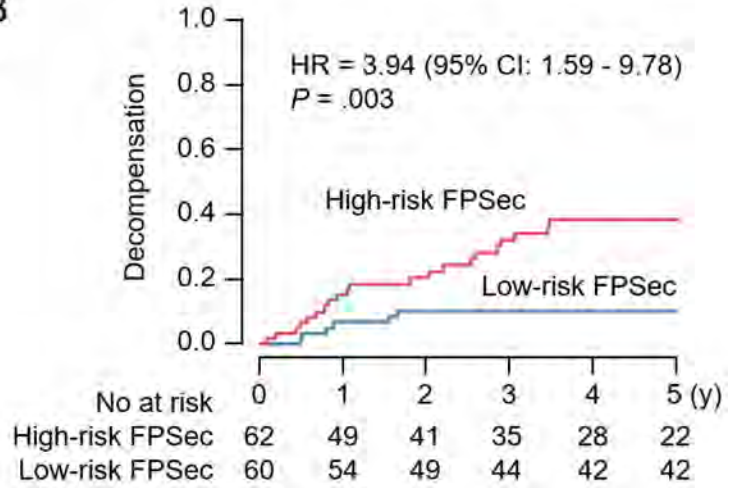 B
1.0
HR = 3.94 (95% CI: 1.59 - 9.78)
0.8
P = .003
0.6
Decompensation
High-risk FPSec
0.4
0.2
Low-risk FPSec
0.0
0 1 2 3 4 5 (y)
No at risk
High-risk FPSec 62 49 41 35 28 22
Low-risk FPSec 60 54 49 44 42 42